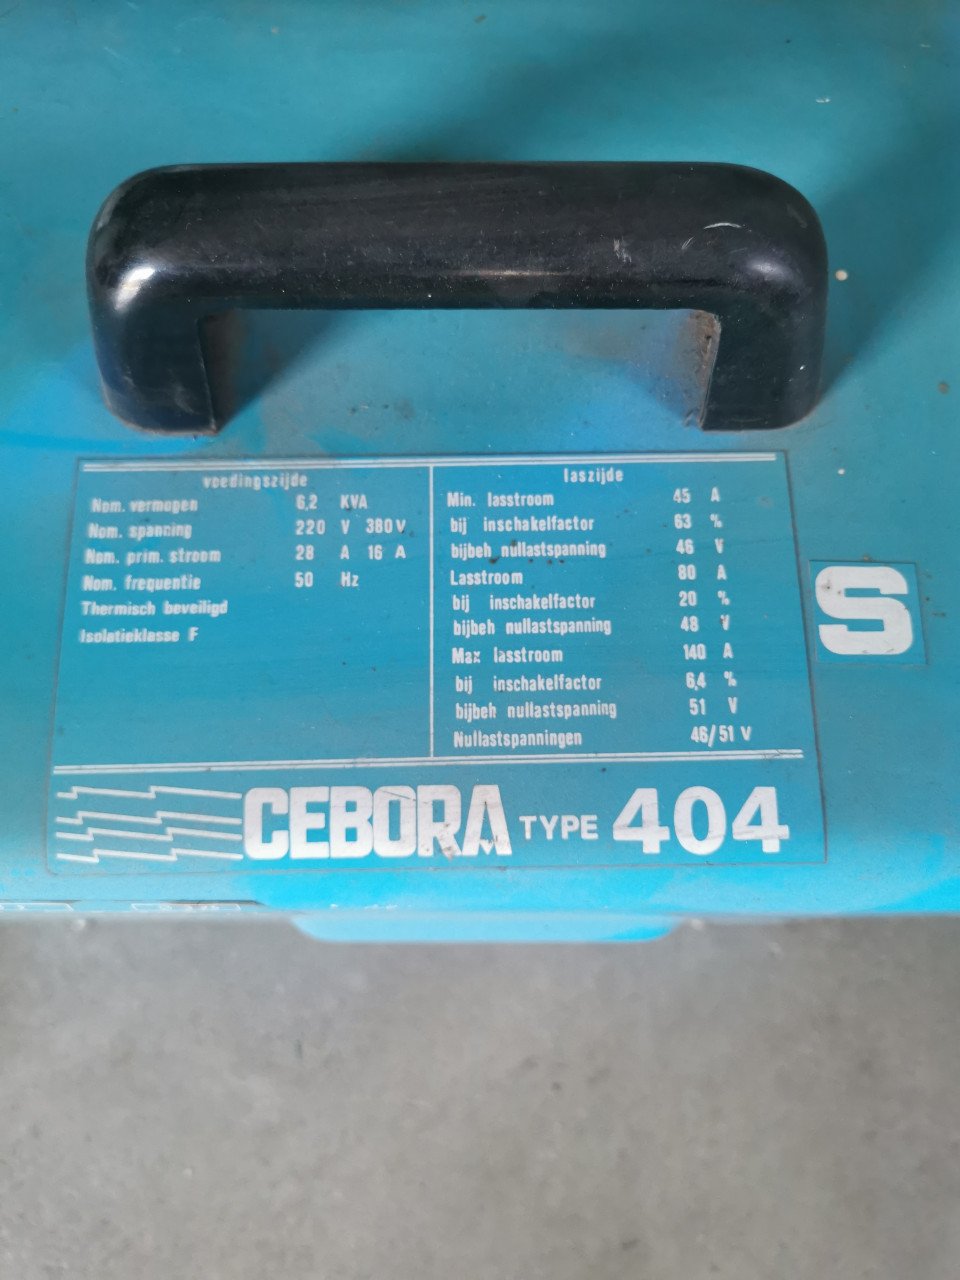 voedingszijde
Nom. vermogen 6,2 KVA
Nom. spanning 220 V 380 V
Nom. prim. stroom 28 A 16 A
Nom. frequentie 50 Hz
Thermisch beveiligd
Isolatieklasse F
laszijde
Min. lasstroom 45 A
bij inschakelfactor 63 %
bijbeh nullastspanning 46 V
Lasstroom 80 A
bij inschakelfactor 20 %
bijbeh nullastspanning 48 V
Max lasstroom 140 A
bij inschakelfactor 6,4 %
bijbeh nullastspanning 51 V
Nullastspanningen 46/51 V
S
CEBORA TYPE 404